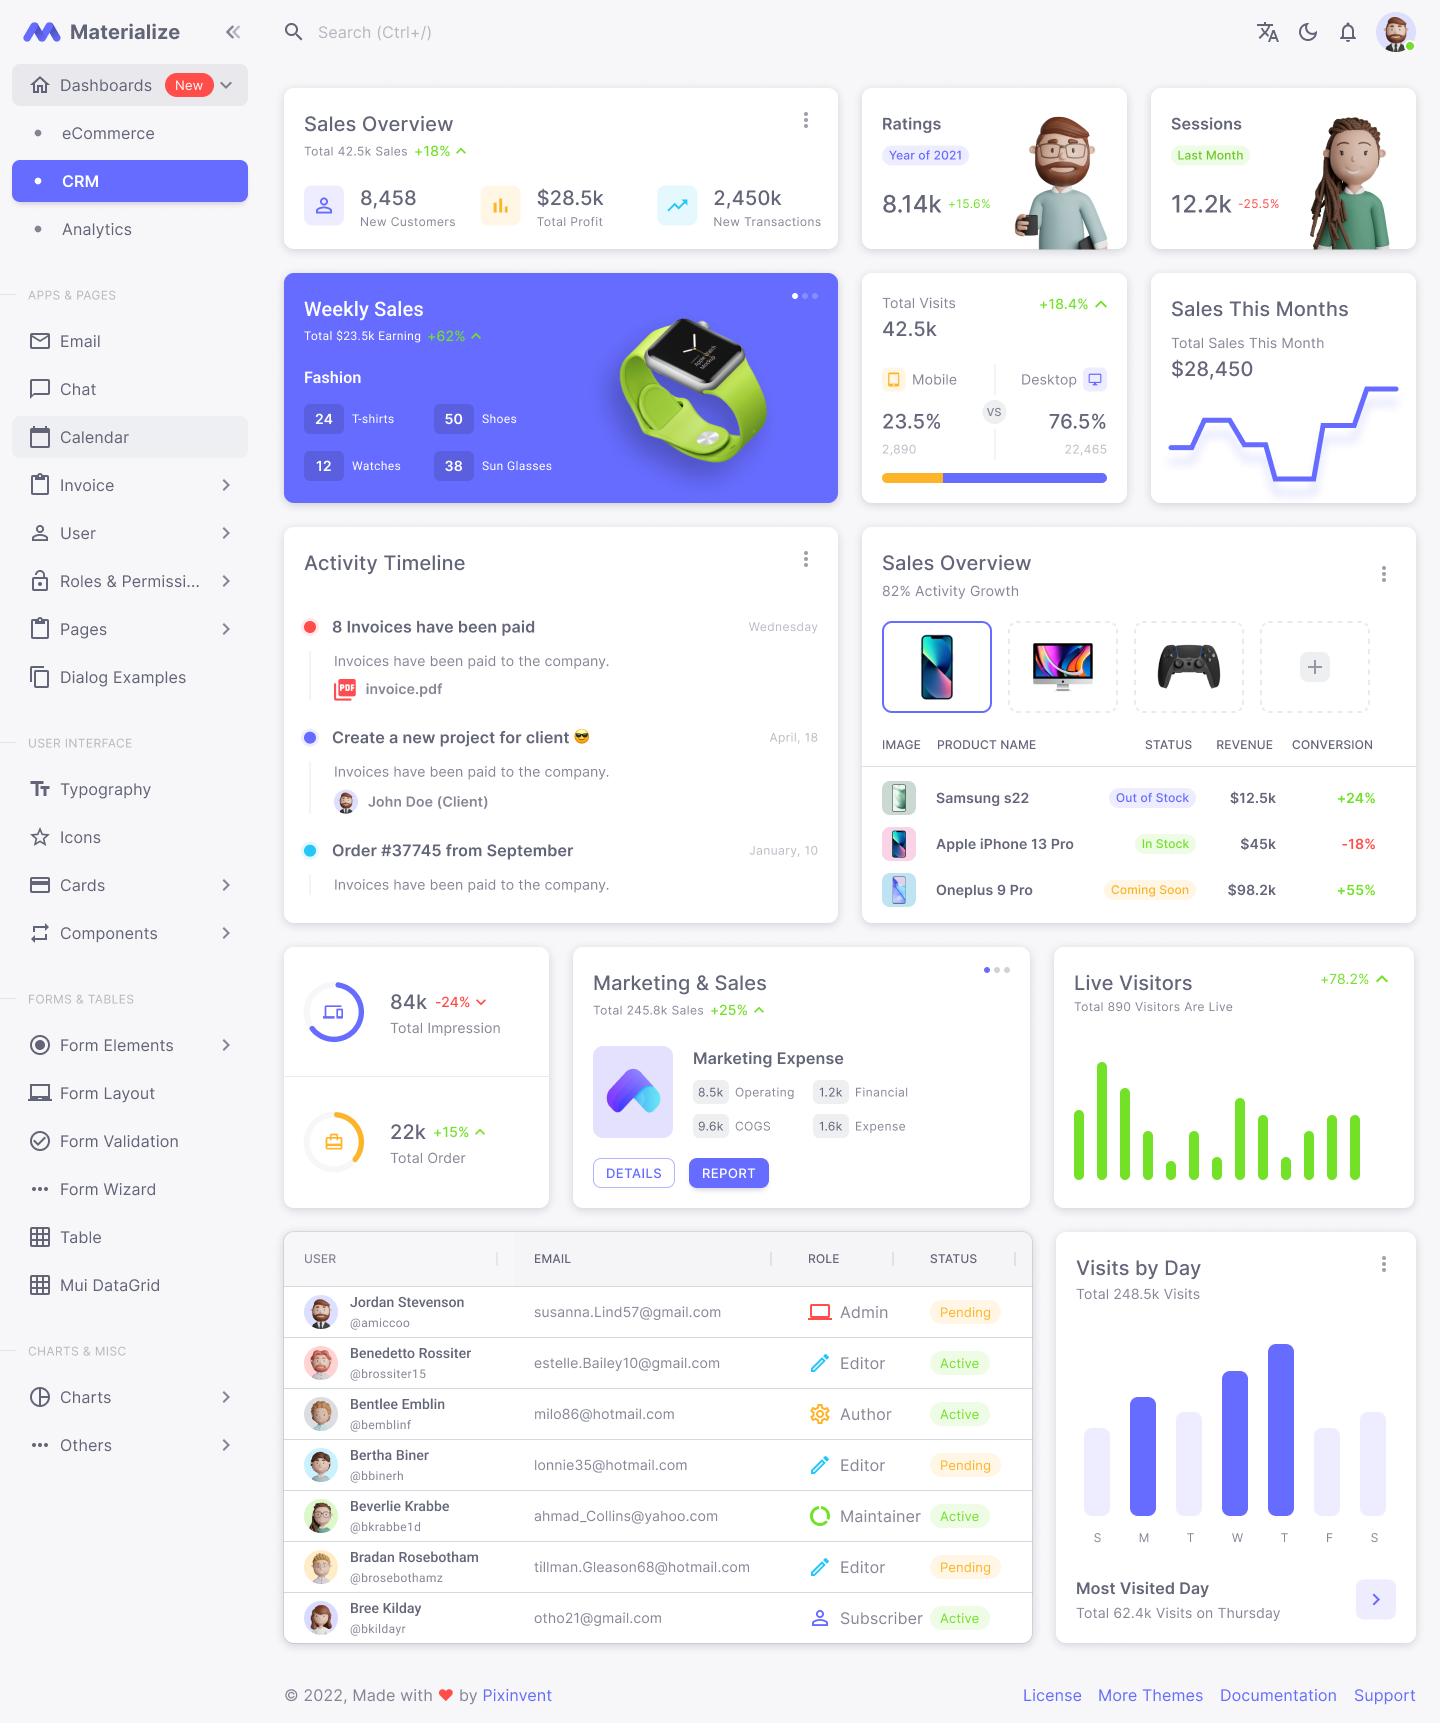 Materialize
Search (Ctrl+/)
Dashboards New
eCommerce
CRM
Analytics
APPS & PAGES
Email
Chat
Calendar
Invoice
User
Roles & Permissi...
Pages
Dialog Examples
USER INTERFACE
Typography
Icons
Cards
Components
FORMS & TABLES
Form Elements
Form Layout
Form Validation
Form Wizard
Table
Mui DataGrid
CHARTS & MISC
Charts
Others
Sales Overview
Total 42.5k Sales +18%
8,458
New Customers
$28.5k
Total Profit
2,450k
New Transactions
Ratings
Year of 2021
8.14k +15.6%
Sessions
Last Month
12.2k -25.5%
Weekly Sales
Total $23.5k Earning +62%
Fashion
24 T-shirts 50 Shoes
12 Watches 38 Sun Glasses
Total Visits +18.4%
42.5k
Mobile Desktop
VS
23.5% 76.5%
2,890 22,465
Sales This Months
Total Sales This Month
$28,450
Activity Timeline
8 Invoices have been paid Wednesday
Invoices have been paid to the company.
PDF invoice.pdf
Create a new project for client 😎 April, 18
Invoices have been paid to the company.
John Doe (Client)
Order #37745 from September January, 10
Invoices have been paid to the company.
Sales Overview
82% Activity Growth
IMAGE PRODUCT NAME STATUS REVENUE CONVERSION
Samsung s22 Out of Stock $12.5k +24%
Apple iPhone 13 Pro In Stock $45k -18%
Oneplus 9 Pro Coming Soon $98.2k +55%
84k -24%
Total Impression
22k +15%
Total Order
Marketing & Sales
Total 245.8k Sales +25%
Marketing Expense
8.5k Operating 1.2k Financial
9.6k COGS 1.6k Expense
DETAILS REPORT
Live Visitors +78.2%
Total 890 Visitors Are Live
USER EMAIL ROLE STATUS
Jordan Stevenson
@amiccoo
susanna.Lind57@gmail.com Admin Pending
Benedetto Rossiter
@brossiter15
estelle.Bailey10@gmail.com Editor Active
Bentlee Emblin
@bemblinf
milo86@hotmail.com Author Active
Bertha Biner
@bbinerh
lonnie35@hotmail.com Editor Pending
Beverlie Krabbe
@bkrabbe1d
ahmad_Collins@yahoo.com Maintainer Active
Bradan Rosebotham
@brosebothamz
tillman.Gleason68@hotmail.com Editor Pending
Bree Kilday
@bkildayr
otho21@gmail.com Subscriber Active
Visits by Day
Total 248.5k Visits
S M T W T F S
Most Visited Day
Total 62.4k Visits on Thursday
© 2022, Made with ❤ by Pixinvent
License More Themes Documentation Support